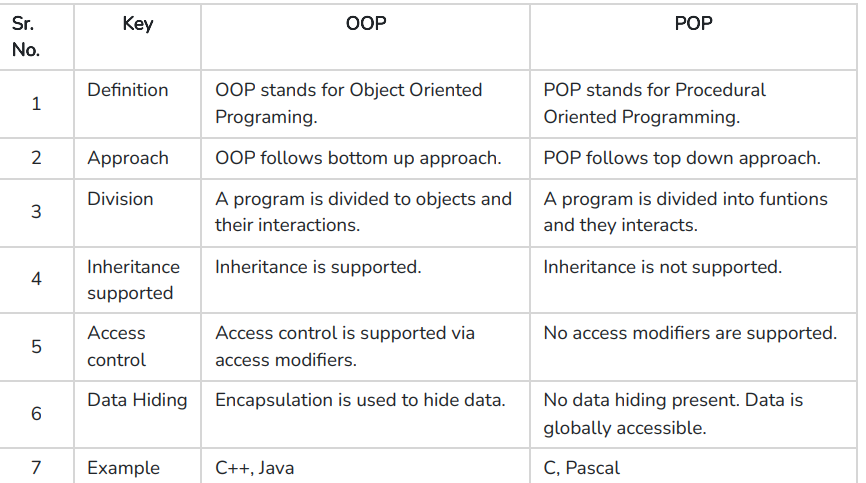 Sr. No. Key OOP POP
1 Definition OOP stands for Object Oriented Programing. POP stands for Procedural Oriented Programming.
2 Approach OOP follows bottom up approach. POP follows top down approach.
3 Division A program is divided to objects and their interactions. A program is divided into funtions and they interacts.
4 Inheritance supported Inheritance is supported. Inheritance is not supported.
5 Access control Access control is supported via access modifiers. No access modifiers are supported.
6 Data Hiding Encapsulation is used to hide data. No data hiding present. Data is globally accessible.
7 Example C++, Java C, Pascal